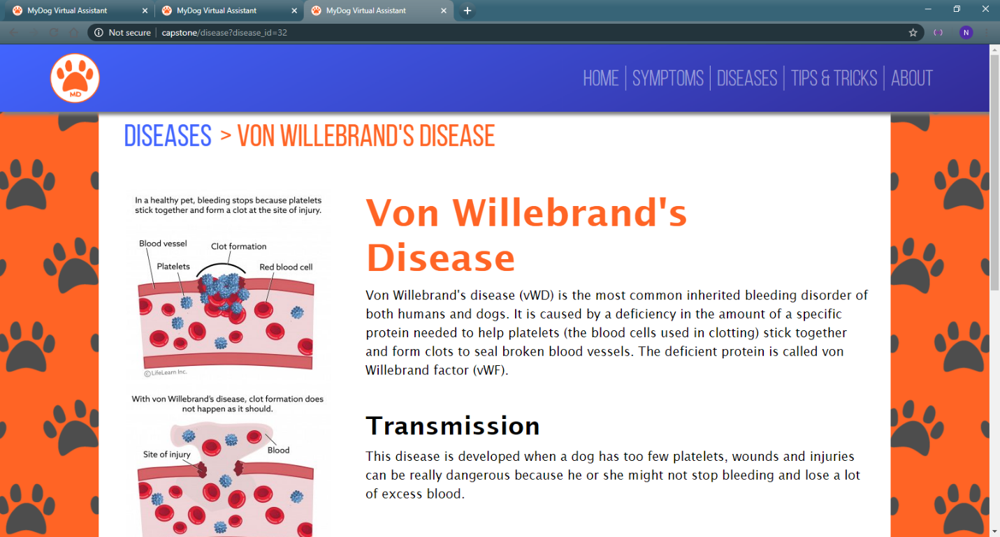 MyDog Virtual Assistant
MyDog Virtual Assistant
MyDog Virtual Assistant
Not secure
capstone/disease?disease_id=32
N
MD
HOME
SYMPTOMS
DISEASES
TIPS & TRICKS
ABOUT
DISEASES > VON WILLEBRAND'S DISEASE
In a healthy pet, bleeding stops because platelets
stick together and form a clot at the site of injury.
Blood vessel
Clot formation
Platelets
Red blood cell
©LifeLearn Inc.
With von Willebrand's disease, clot formation does
not happen as it should.
Site of injury
Blood
Von Willebrand's
Disease
Von Willebrand's disease (vWD) is the most common inherited bleeding disorder of
both humans and dogs. It is caused by a deficiency in the amount of a specific
protein needed to help platelets (the blood cells used in clotting) stick together
and form clots to seal broken blood vessels. The deficient protein is called von
Willebrand factor (vWF).
Transmission
This disease is developed when a dog has too few platelets, wounds and injuries
can be really dangerous because he or she might not stop bleeding and lose a lot
of excess blood.